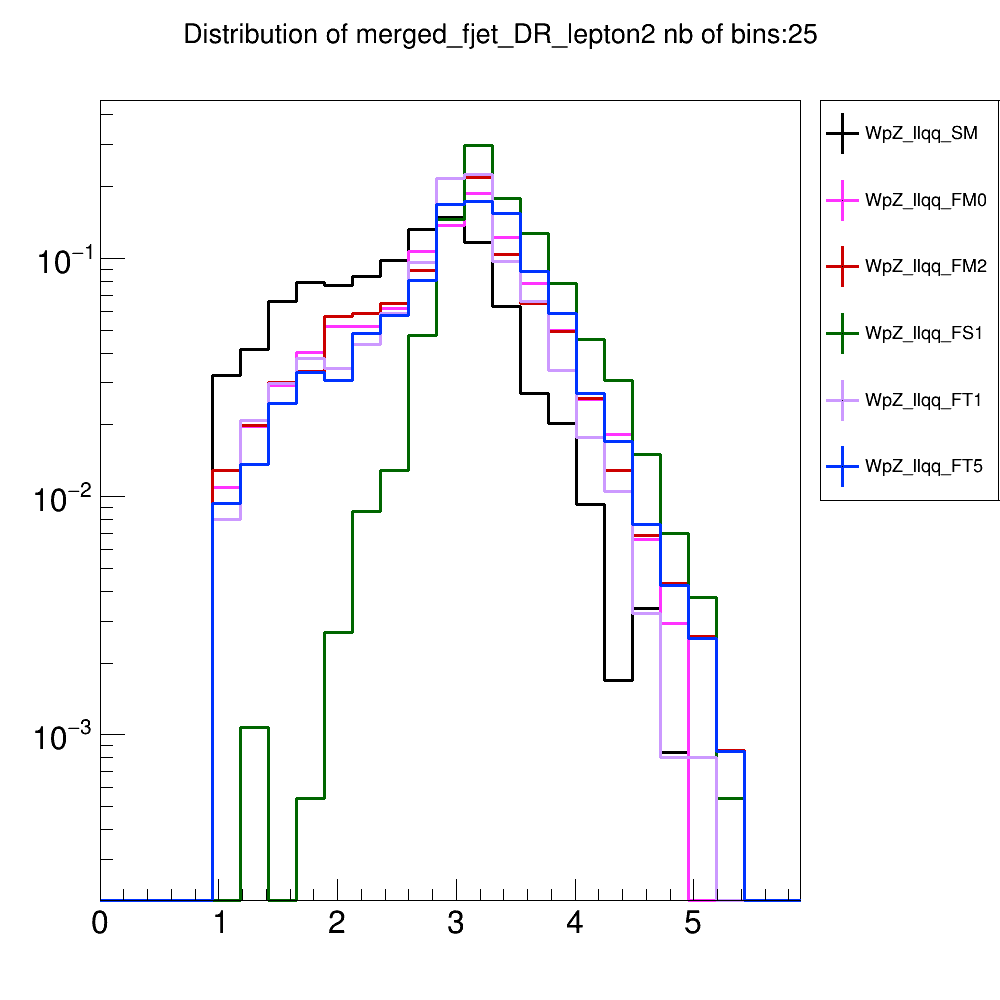 Distribution of merged_fjet_DR_lepton2 nb of bins:25
WpZ_llqq_SM
WpZ_llqq_FM0
WpZ_llqq_FM2
WpZ_llqq_FS1
WpZ_llqq_FT1
WpZ_llqq_FT5
10⁻¹
10⁻²
10⁻³
0 1 2 3 4 5